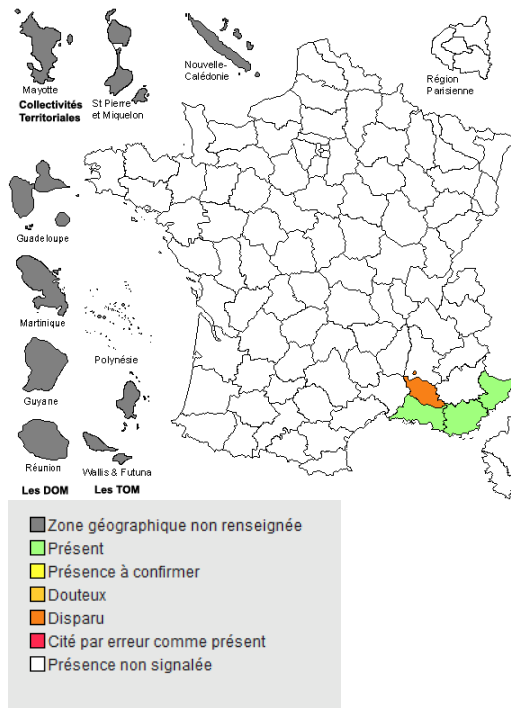 Mayotte
Collectivités
Territoriales
St Pierre
et Miquelon
Nouvelle-
Calédonie
Région
Parisienne
Guadeloupe
Martinique
Polynésie
Guyane
Réunion
Wallis & Futuna
Les DOM
Les TOM
Zone géographique non renseignée
Présent
Présence à confirmer
Douteux
Disparu
Cité par erreur comme présent
Présence non signalée